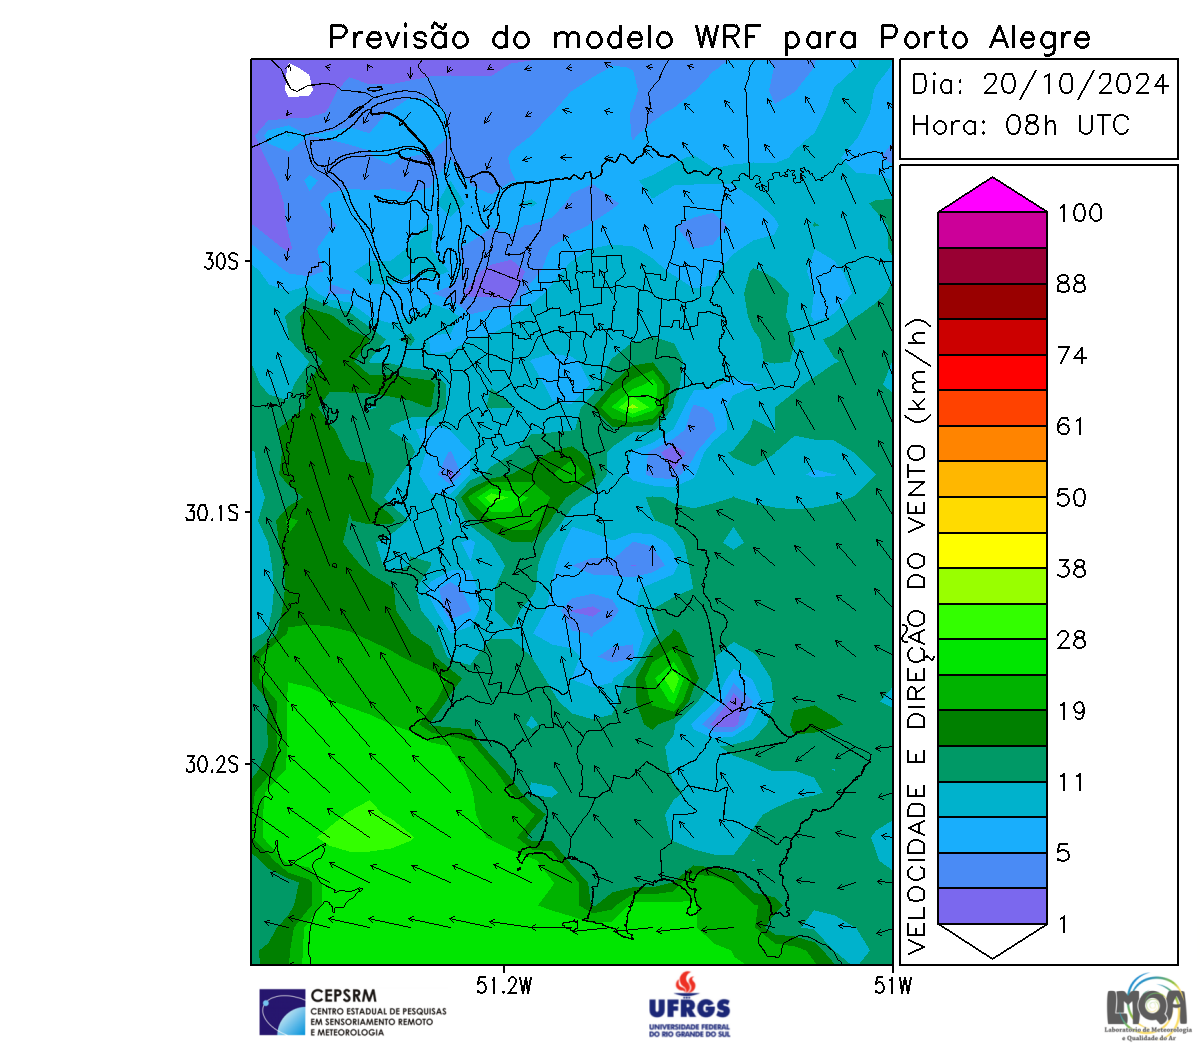 Previsão do modelo WRF para Porto Alegre
Dia: 20/10/2024
Hora: 08h UTC
30S
30.1S
30.2S
51.2W
51W
VELOCIDADE E DIREÇÃO DO VENTO (km/h)
100
88
74
61
50
38
28
19
11
5
1
CEPSRM
CENTRO ESTADUAL DE PESQUISAS
EM SENSORIAMENTO REMOTO
E METEOROLOGIA
UFRGS
UNIVERSIDADE FEDERAL
DO RIO GRANDE DO SUL
LMQA
Laboratório de Meteorologia
e Qualidade do Ar